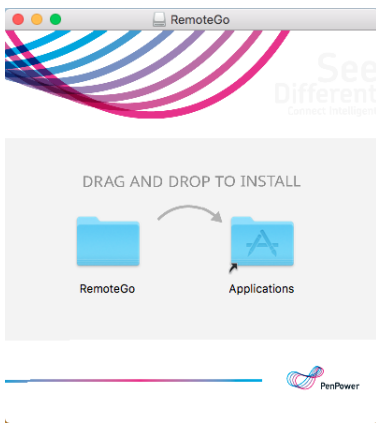 RemoteGo
See
Different
Connect Intelligent
DRAG AND DROP TO INSTALL
RemoteGo
Applications
PenPower